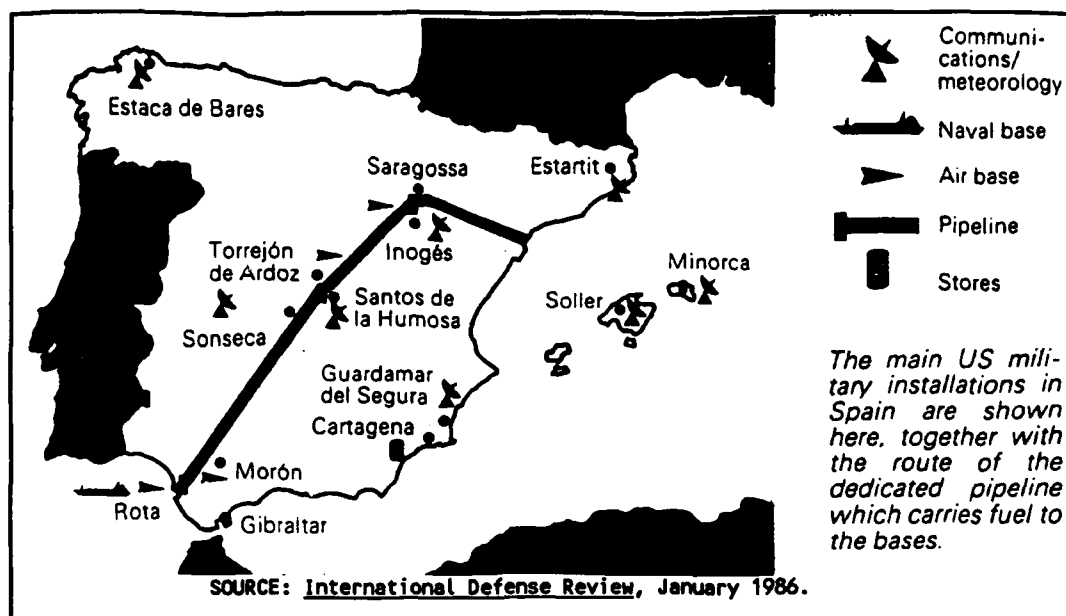 Estaca de Bares
Saragossa
Estartit
Inogés
Torrejón
de Ardoz
Santos de
la Humosa
Sonseca
Minorca
Soller
Guardamar
del Segura
Cartagena
Morón
Rota
Gibraltar
Communi-
cations/
meteorology
Naval base
Air base
Pipeline
Stores
The main US mili-
tary installations in
Spain are shown
here, together with
the route of the
dedicated pipeline
which carries fuel to
the bases.
SOURCE: International Defense Review, January 1986.